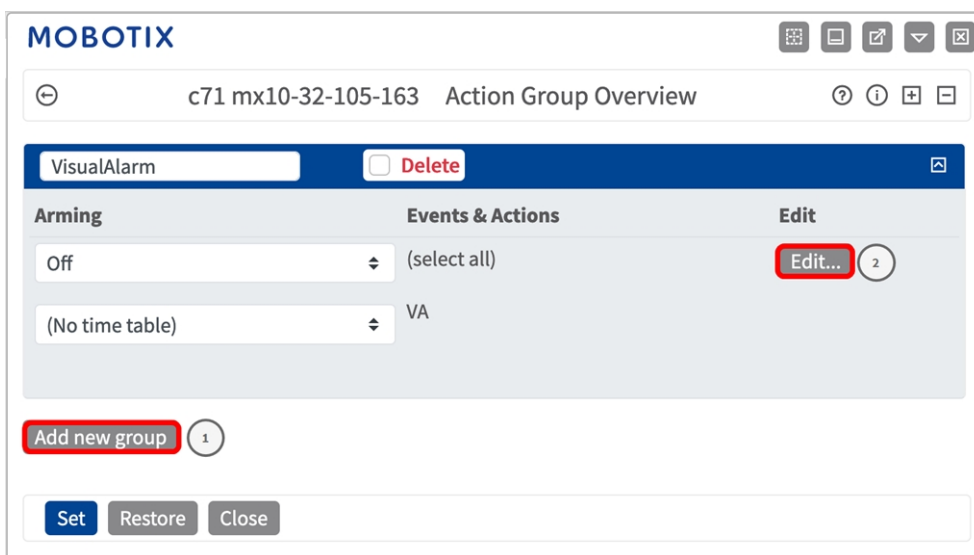 MOBOTIX
c71 mx10-32-105-163 Action Group Overview
VisualAlarm Delete
Arming Events & Actions Edit
Off (select all) Edit... 2
(No time table) VA
Add new group 1
Set Restore Close